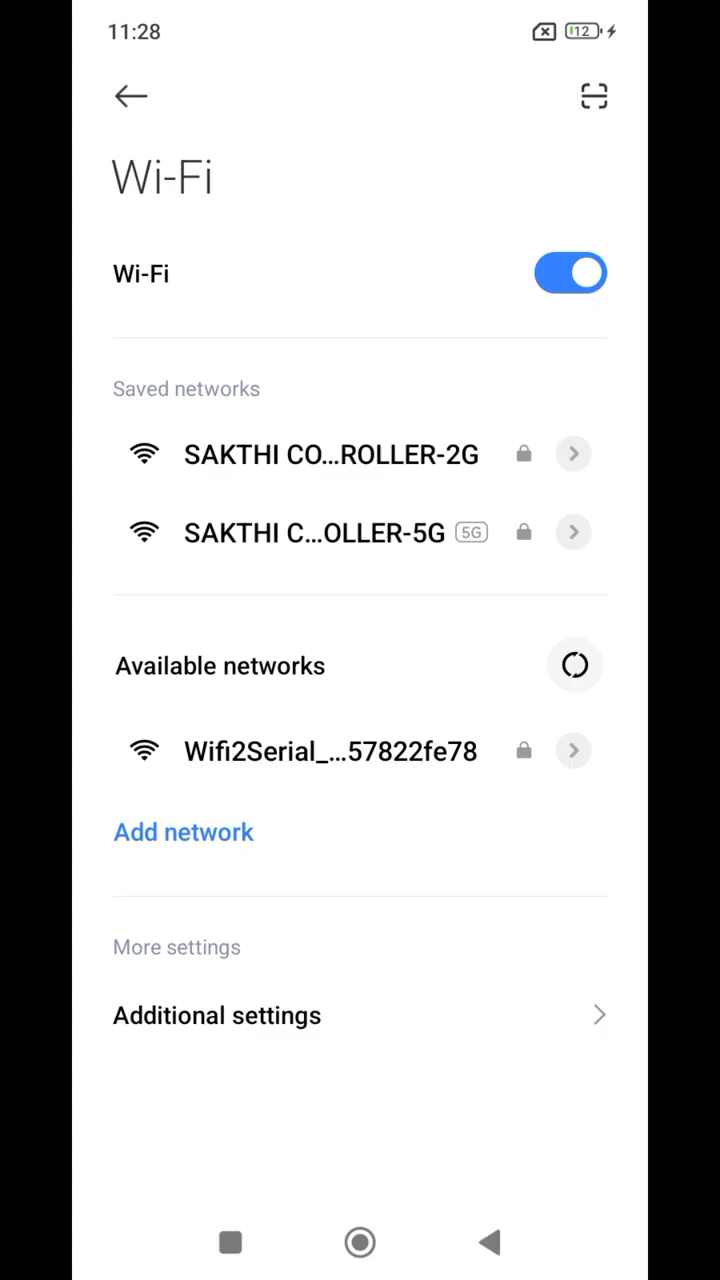 11:28
12
Wi-Fi
Wi-Fi
Saved networks
SAKTHI CO...ROLLER-2G
SAKTHI C...OLLER-5G 5G
Available networks
Wifi2Serial_...57822fe78
Add network
More settings
Additional settings